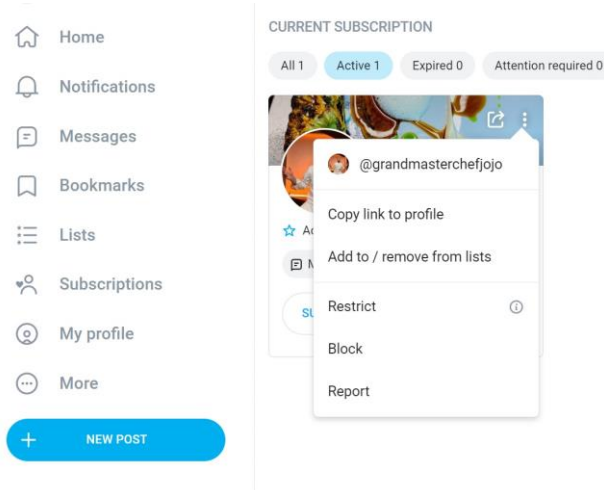 Home
Notifications
Messages
Bookmarks
Lists
Subscriptions
My profile
More
NEW POST
CURRENT SUBSCRIPTION
All 1 Active 1 Expired 0 Attention required 0
@grandmasterchefjojo
Copy link to profile
Add to / remove from lists
Restrict
Block
Report